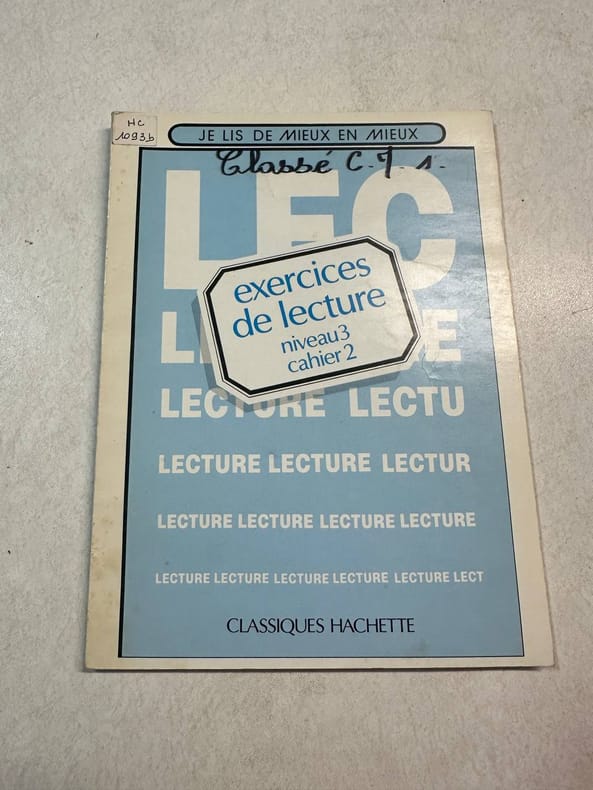 HC
1093b
JE LIS DE MIEUX EN MIEUX
Classé C.J.1.
LEC
exercices
de lecture
niveau 3
cahier 2
LECTURE LECTU
LECTURE LECTURE LECTUR
LECTURE LECTURE LECTURE LECTURE
LECTURE LECTURE LECTURE LECTURE LECTURE LECT
CLASSIQUES HACHETTE